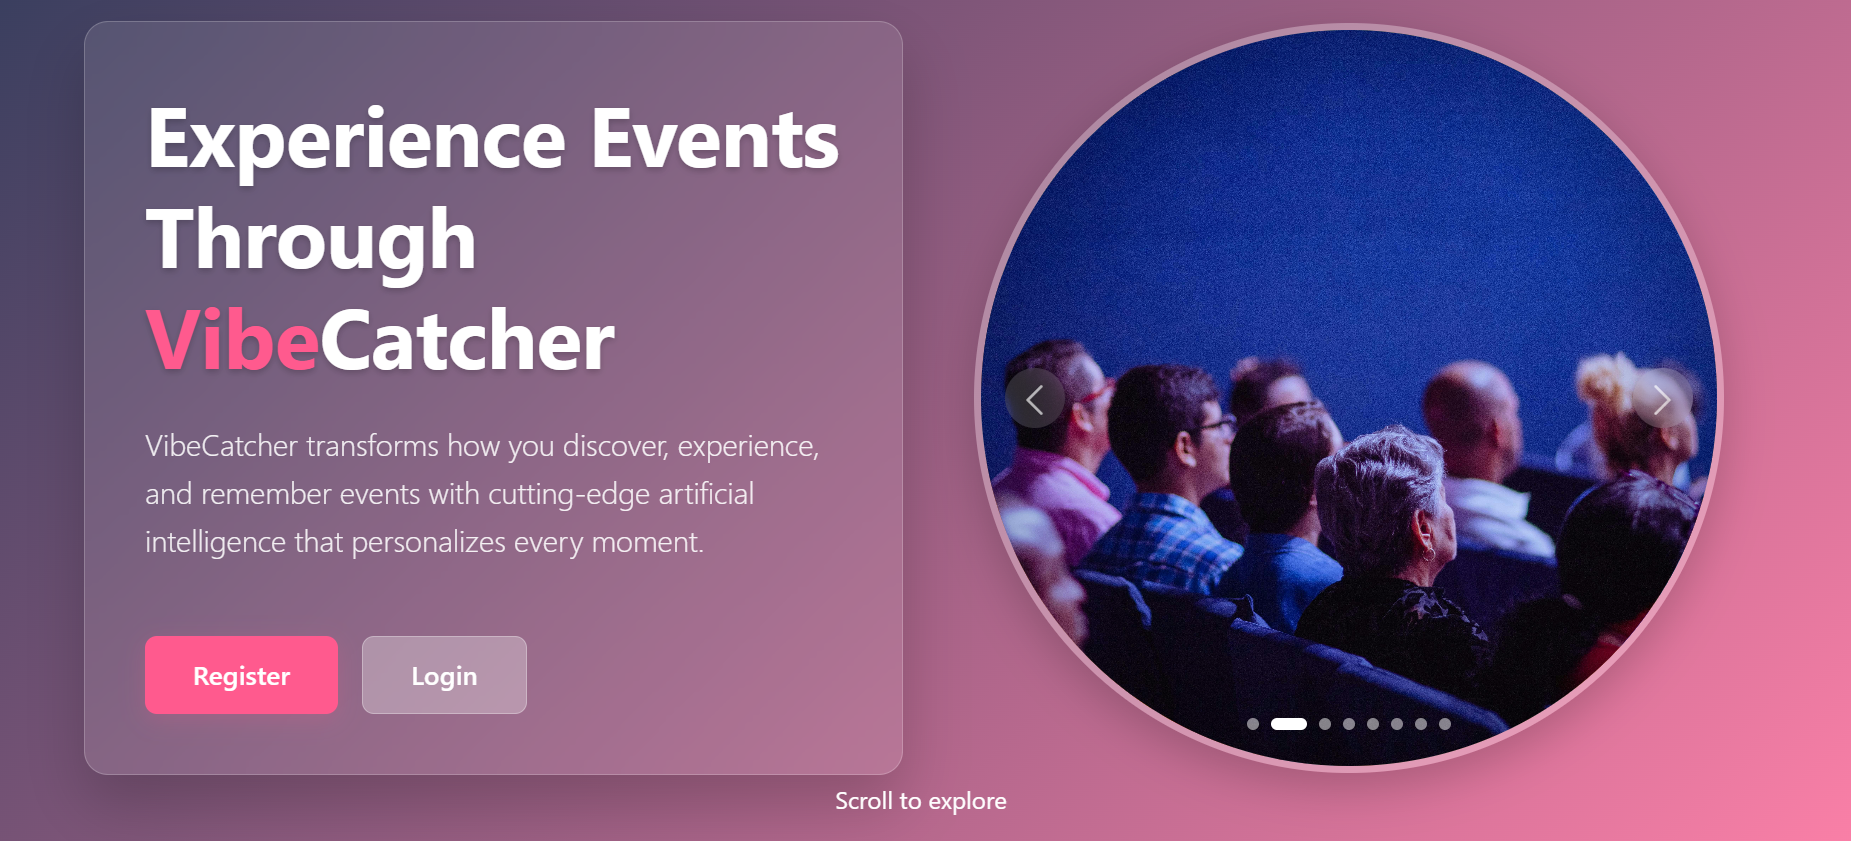 Experience Events
Through
VibeCatcher
VibeCatcher transforms how you discover, experience,
and remember events with cutting-edge artificial
intelligence that personalizes every moment.
Register
Login
Scroll to explore